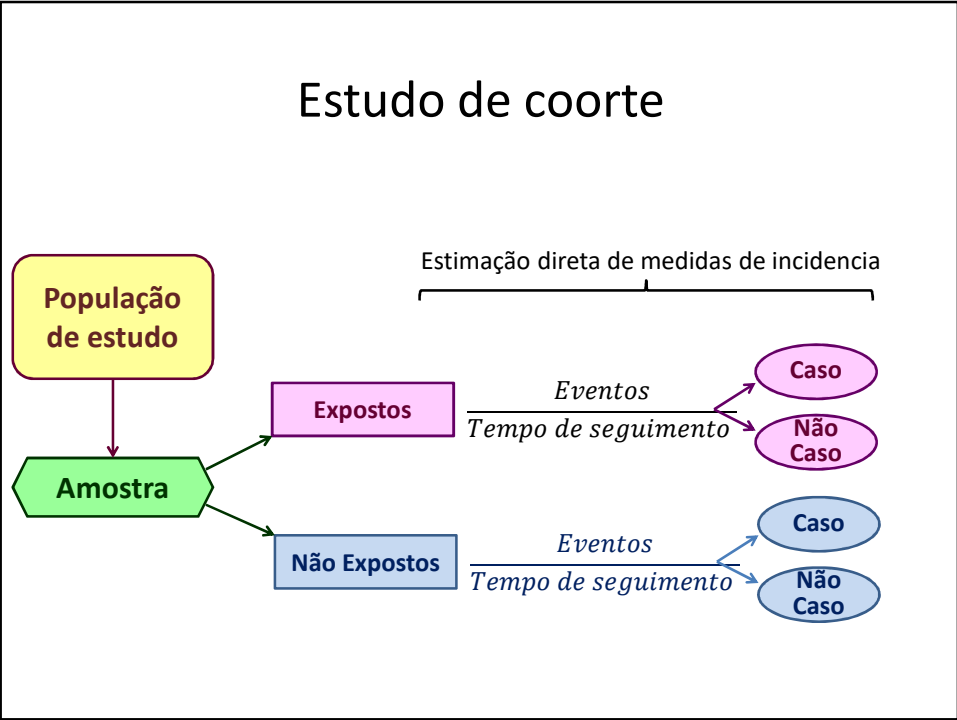 Estudo de coorte
Estimação direta de medidas de incidencia
População
de estudo
Amostra
Expostos
Eventos
Tempo de seguimento
Caso
Não
Caso
Não Expostos
Eventos
Tempo de seguimento
Caso
Não
Caso